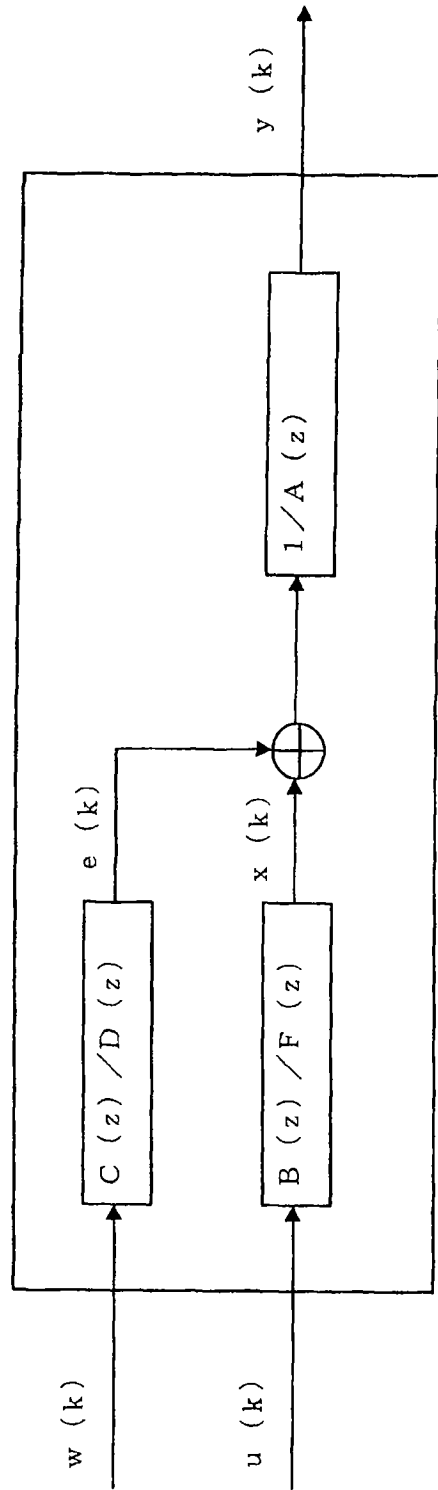 w (k)
u (k)
C (z) /D (z)
B (z) /F (z)
e (k)
x (k)
1/A (z)
y (k)